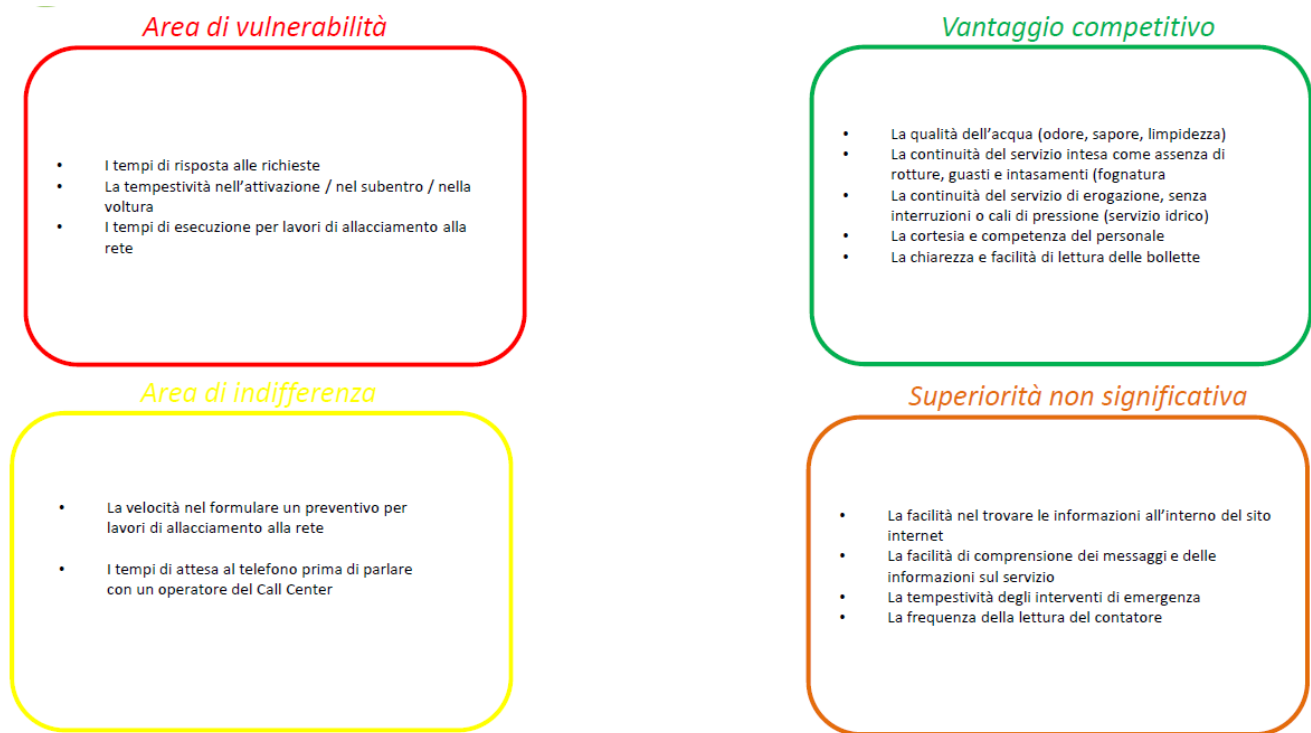 Area di vulnerabilità
• I tempi di risposta alle richieste
• La tempestività nell'attivazione / nel subentro / nella
voltura
• I tempi di esecuzione per lavori di allacciamento alla
rete
Vantaggio competitivo
• La qualità dell'acqua (odore, sapore, limpidezza)
• La continuità del servizio intesa come assenza di
rotture, guasti e intasamenti (fognatura
• La continuità del servizio di erogazione, senza
interruzioni o cali di pressione (servizio idrico)
• La cortesia e competenza del personale
• La chiarezza e facilità di lettura delle bollette
Area di indifferenza
• La velocità nel formulare un preventivo per
lavori di allacciamento alla rete
• I tempi di attesa al telefono prima di parlare
con un operatore del Call Center
Superiorità non significativa
• La facilità nel trovare le informazioni all'interno del sito
internet
• La facilità di comprensione dei messaggi e delle
informazioni sul servizio
• La tempestività degli interventi di emergenza
• La frequenza della lettura del contatore